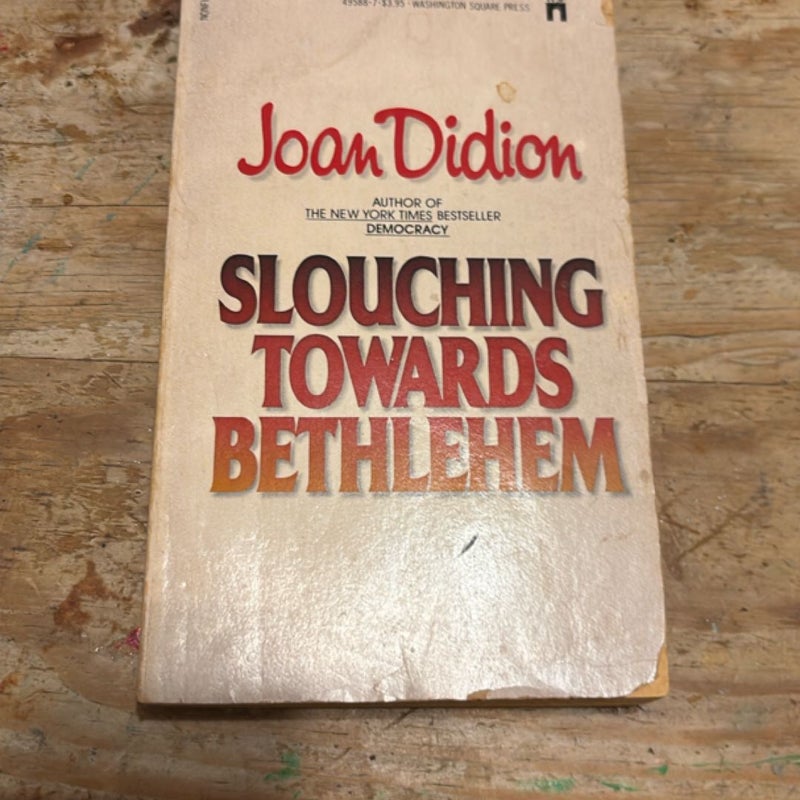 49588-7·$3.95·WASHINGTON SQUARE PRESS
Joan Didion
AUTHOR OF
THE NEW YORK TIMES BESTSELLER
DEMOCRACY
SLOUCHING
TOWARDS
BETHLEHEM